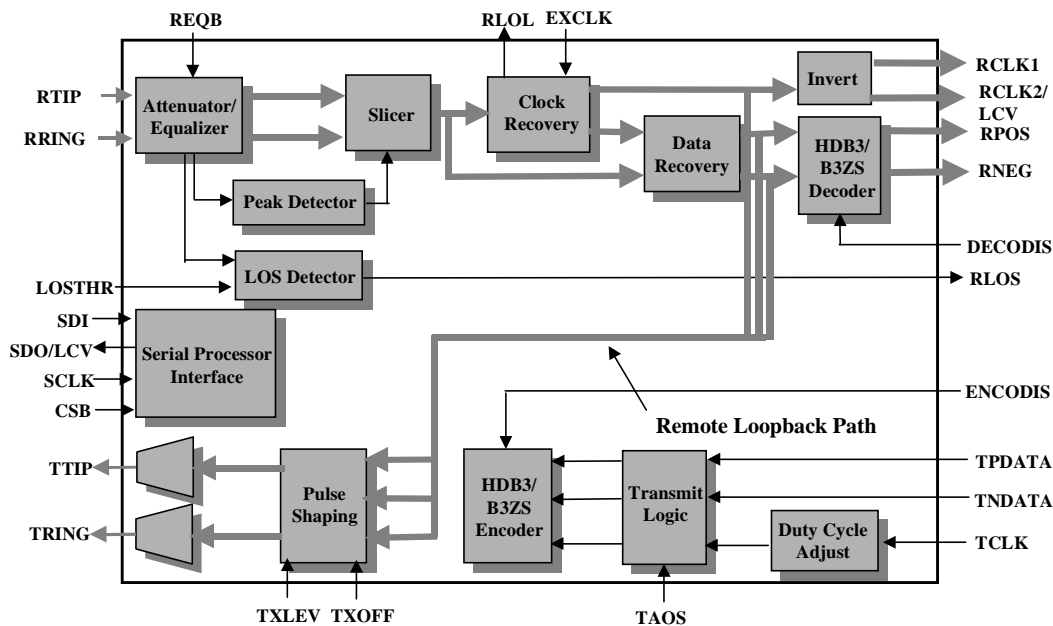 REQB
RLOL
EXCLK
RTIP
RRING
Attenuator/
Equalizer
Slicer
Clock
Recovery
Invert
RCLK1
RCLK2/
LCV
RPOS
RNEG
Data
Recovery
HDB3/
B3ZS
Decoder
Peak Detector
DECODIS
LOS Detector
RLOS
LOSTHR
SDI
SDO/LCV
SCLK
CSB
Serial Processor
Interface
ENCODIS
Remote Loopback Path
TTIP
TRING
Pulse
Shaping
HDB3/
B3ZS
Encoder
Transmit
Logic
TPDATA
TNDATA
Duty Cycle
Adjust
TCLK
TXLEV
TXOFF
TAOS